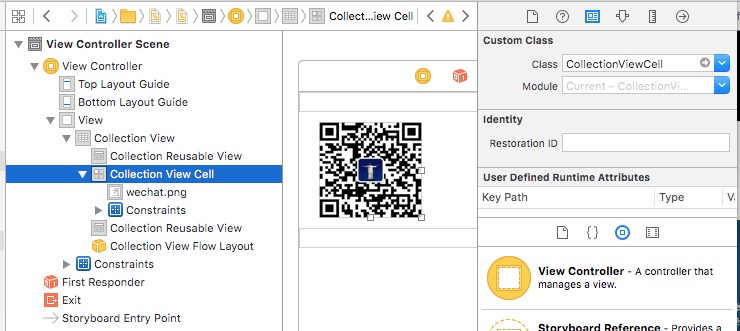 Collect...iew Cell
View Controller Scene
View Controller
Top Layout Guide
Bottom Layout Guide
View
Collection View
Collection Reusable View
Collection View Cell
wechat.png
Constraints
Collection Reusable View
Collection View Flow Layout
Constraints
First Responder
Exit
Storyboard Entry Point
Custom Class
Class CollectionViewCell
Module Current – CollectionVi...
Identity
Restoration ID
User Defined Runtime Attributes
Key Path Type
View Controller - A controller that
manages a view.
Storyboard Reference - Provides a